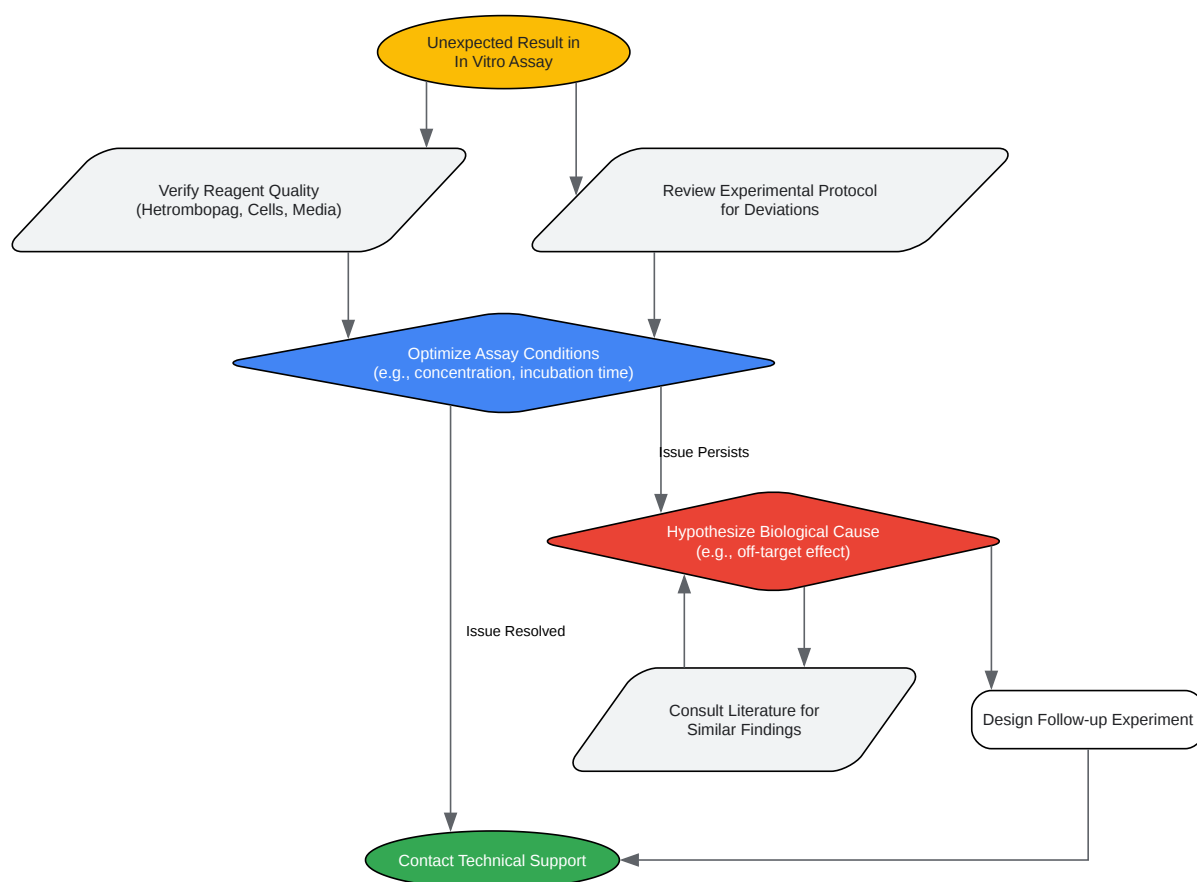 Unexpected Result in
In Vitro Assay
Verify Reagent Quality
(Hetrombopag, Cells, Media)
Review Experimental Protocol
for Deviations
Optimize Assay Conditions
(e.g., concentration, incubation time)
Issue Persists
Hypothesize Biological Cause
(e.g., off-target effect)
Issue Resolved
Consult Literature for
Similar Findings
Design Follow-up Experiment
Contact Technical Support